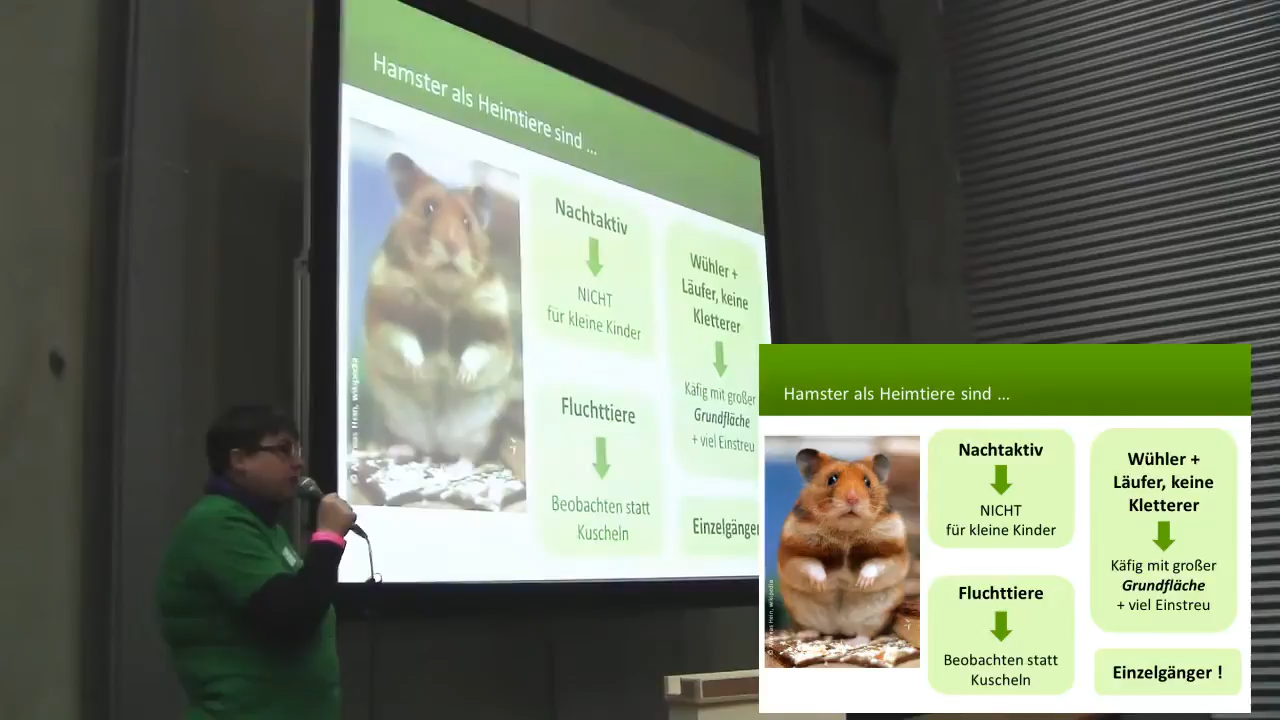 Hamster als Heimtiere sind ...
Nachtaktiv
NICHT
für kleine Kinder
Fluchttiere
Beobachten statt
Kuscheln
Wühler +
Läufer, keine
Kletterer
Käfig mit großer
Grundfläche
+ viel Einstreu
Einzelgänger
Hamster als Heimtiere sind ...
Nachtaktiv
NICHT
für kleine Kinder
Fluchttiere
Beobachten statt
Kuscheln
Wühler +
Läufer, keine
Kletterer
Käfig mit großer
Grundfläche
+ viel Einstreu
Einzelgänger !